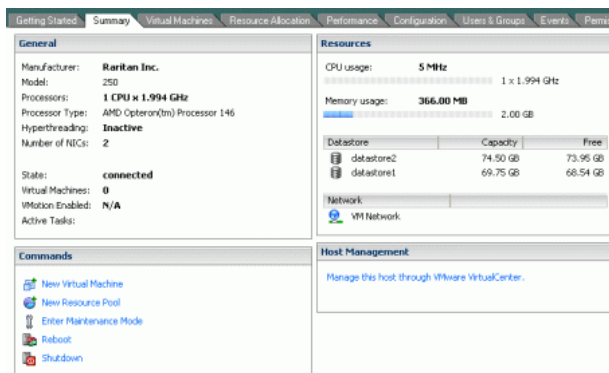 Getting Started Summary Virtual Machines Resource Allocation Performance Configuration Users & Groups Events
General
Manufacturer: Raritan Inc.
Model: 250
Processors: 1 CPU x 1.994 GHz
Processor Type: AMD Opteron(tm) Processor 146
Hyperthreading: Inactive
Number of NICs: 2
State: connected
Virtual Machines: 0
VMotion Enabled: N/A
Active Tasks:
Commands
New Virtual Machine
New Resource Pool
Enter Maintenance Mode
Reboot
Shutdown
Resources
CPU usage: 5 MHz
1 x 1.994 GHz
Memory usage: 366.00 MB
2.00 GB
Datastore Capacity Free
datastore2 74.50 GB 73.95 GB
datastore1 69.75 GB 68.54 GB
Network
VM Network
Host Management
Manage this host through VMware VirtualCenter.